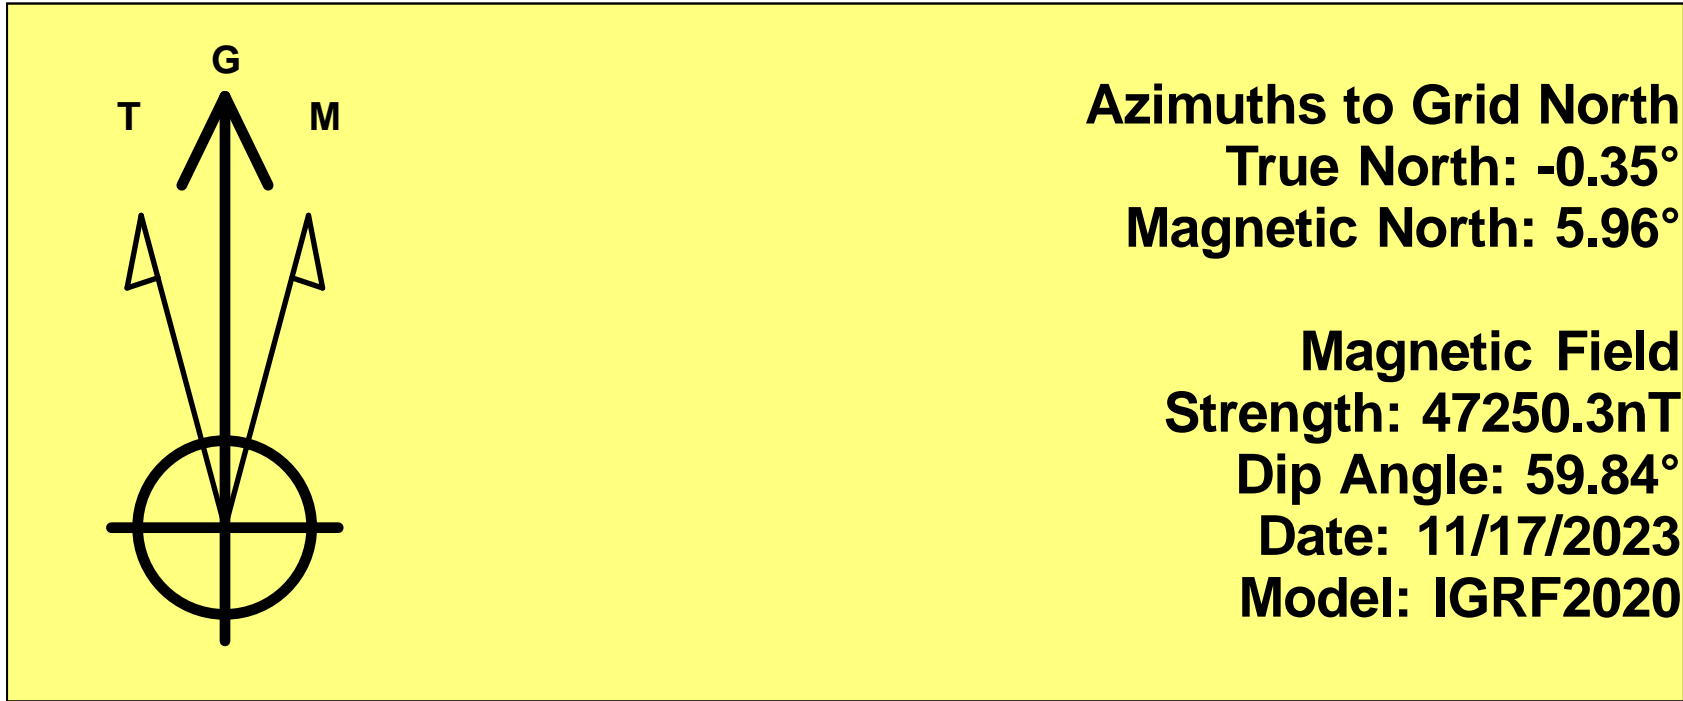 G
T M
Azimuths to Grid North
True North: -0.35°
Magnetic North: 5.96°
Magnetic Field
Strength: 47250.3nT
Dip Angle: 59.84°
Date: 11/17/2023
Model: IGRF2020